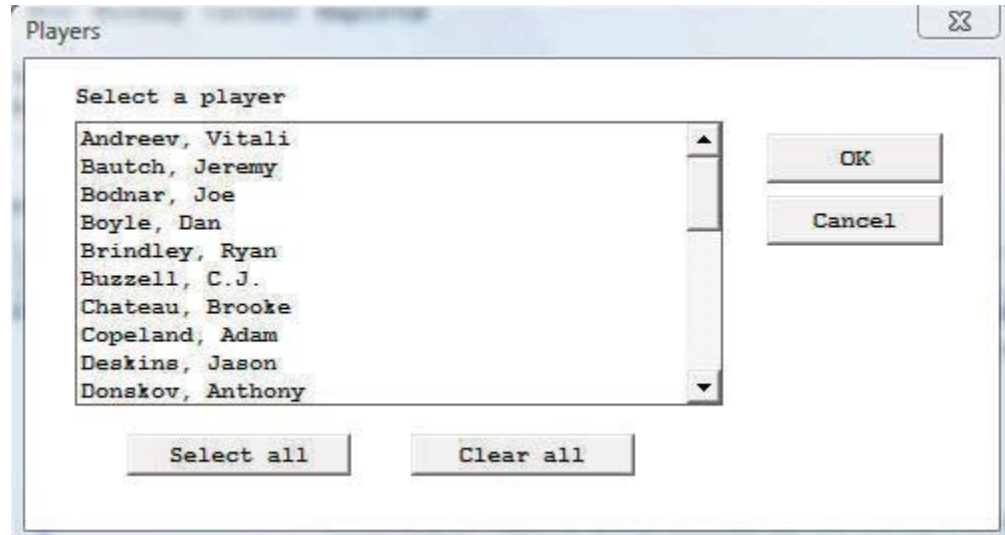 Players
Select a player
Andreev, Vitali
Bautch, Jeremy
Bodnar, Joe
Boyle, Dan
Brindley, Ryan
Buzzell, C.J.
Chateau, Brooke
Copeland, Adam
Deskins, Jason
Donskov, Anthony
OK
Cancel
Select all
Clear all